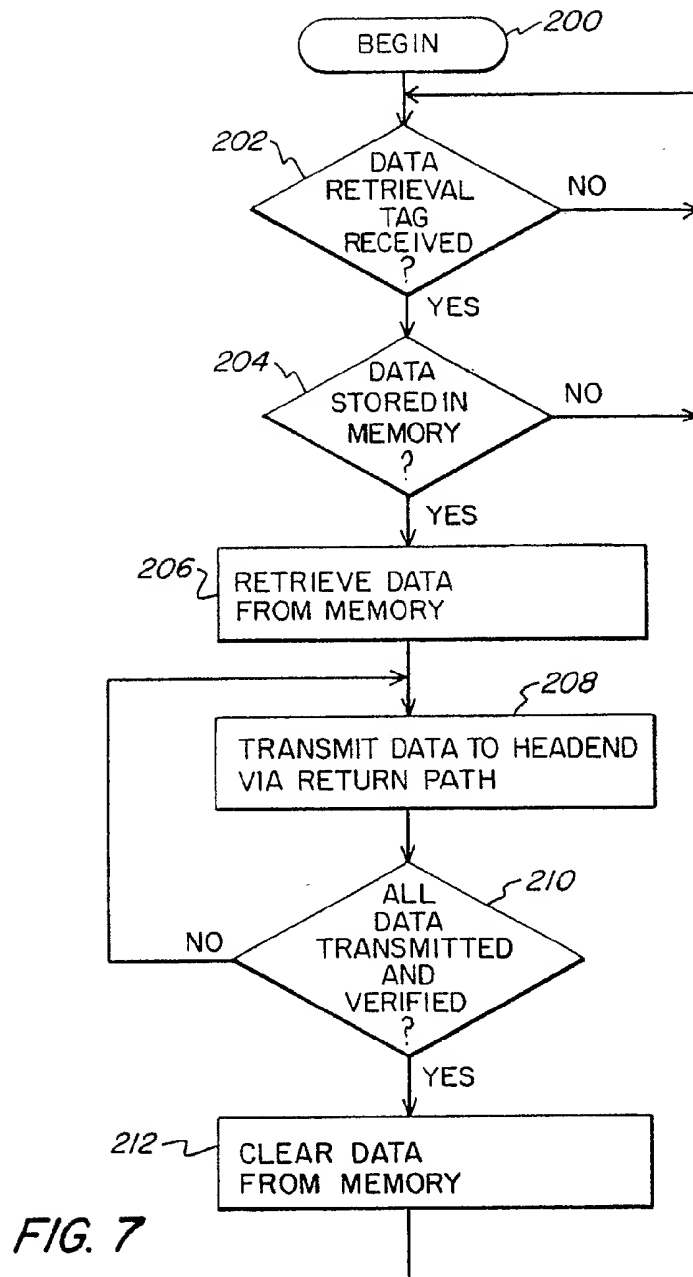 BEGIN
200
202
DATA
RETRIEVAL
TAG
RECEIVED
?
NO
YES
204
DATA
STORED IN
MEMORY
?
NO
YES
206
RETRIEVE DATA
FROM MEMORY
208
TRANSMIT DATA TO HEADEND
VIA RETURN PATH
210
ALL
DATA
TRANSMITTED
AND
VERIFIED
?
NO
YES
212
CLEAR DATA
FROM MEMORY
FIG. 7